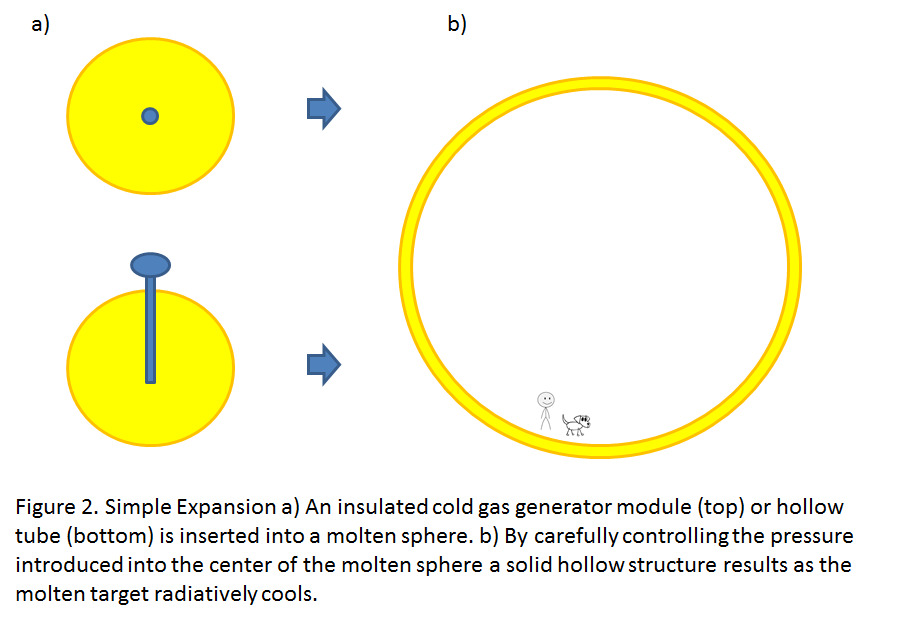 a)
b)
Figure 2. Simple Expansion a) An insulated cold gas generator module (top) or hollow
tube (bottom) is inserted into a molten sphere. b) By carefully controlling the pressure
introduced into the center of the molten sphere a solid hollow structure results as the
molten target radiatively cools.